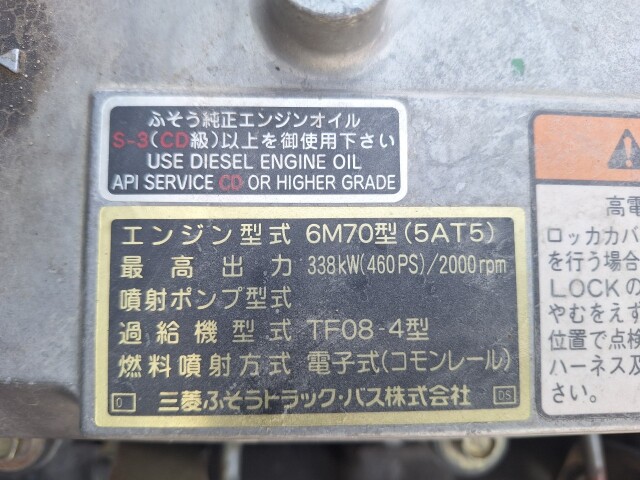 ふそう純正エンジンオイル
S-3(CD級)以上を御使用下さい
USE DIESEL ENGINE OIL
API SERVICE CD OR HIGHER GRADE
エンジン型式 6M70型(5AT5)
最高出力 338kW(460PS)/2000rpm
噴射ポンプ型式
過給機型式 TF08-4型
燃料噴射方式 電子式(コモンレール)
0 三菱ふそうトラック・バス株式会社 DS
高電
ロッカカバ
を行う場合
LOCKの
やむをえず
位置で点検
ハーネス及
さい。